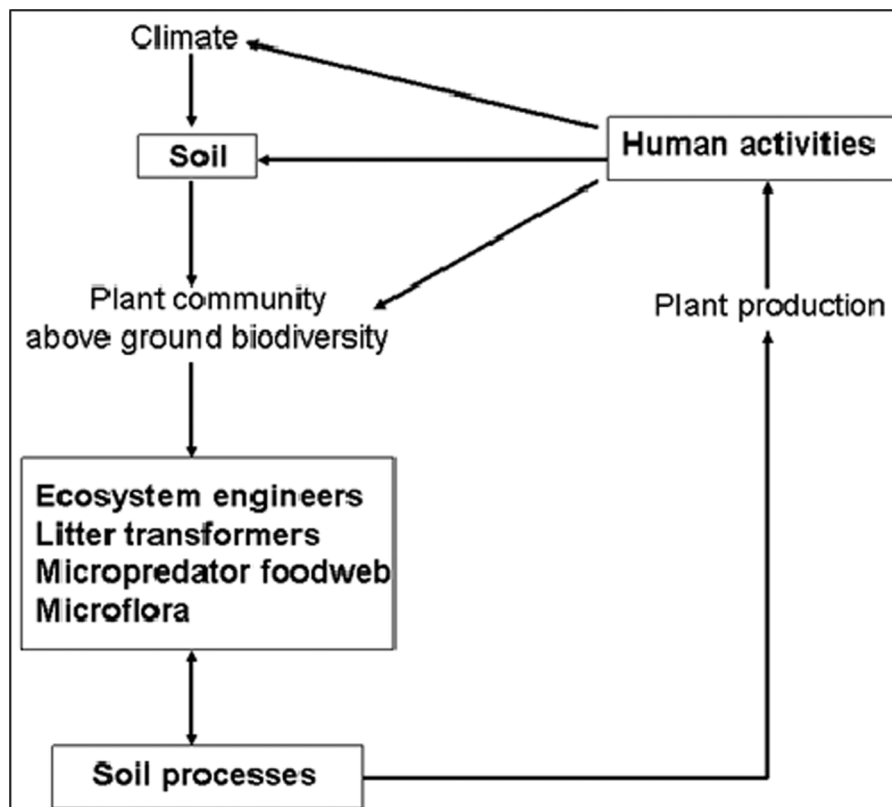 Climate
Soil
Human activities
Plant community
above ground biodiversity
Plant production
Ecosystem engineers
Litter transformers
Micropredator foodweb
Microflora
Soil processes